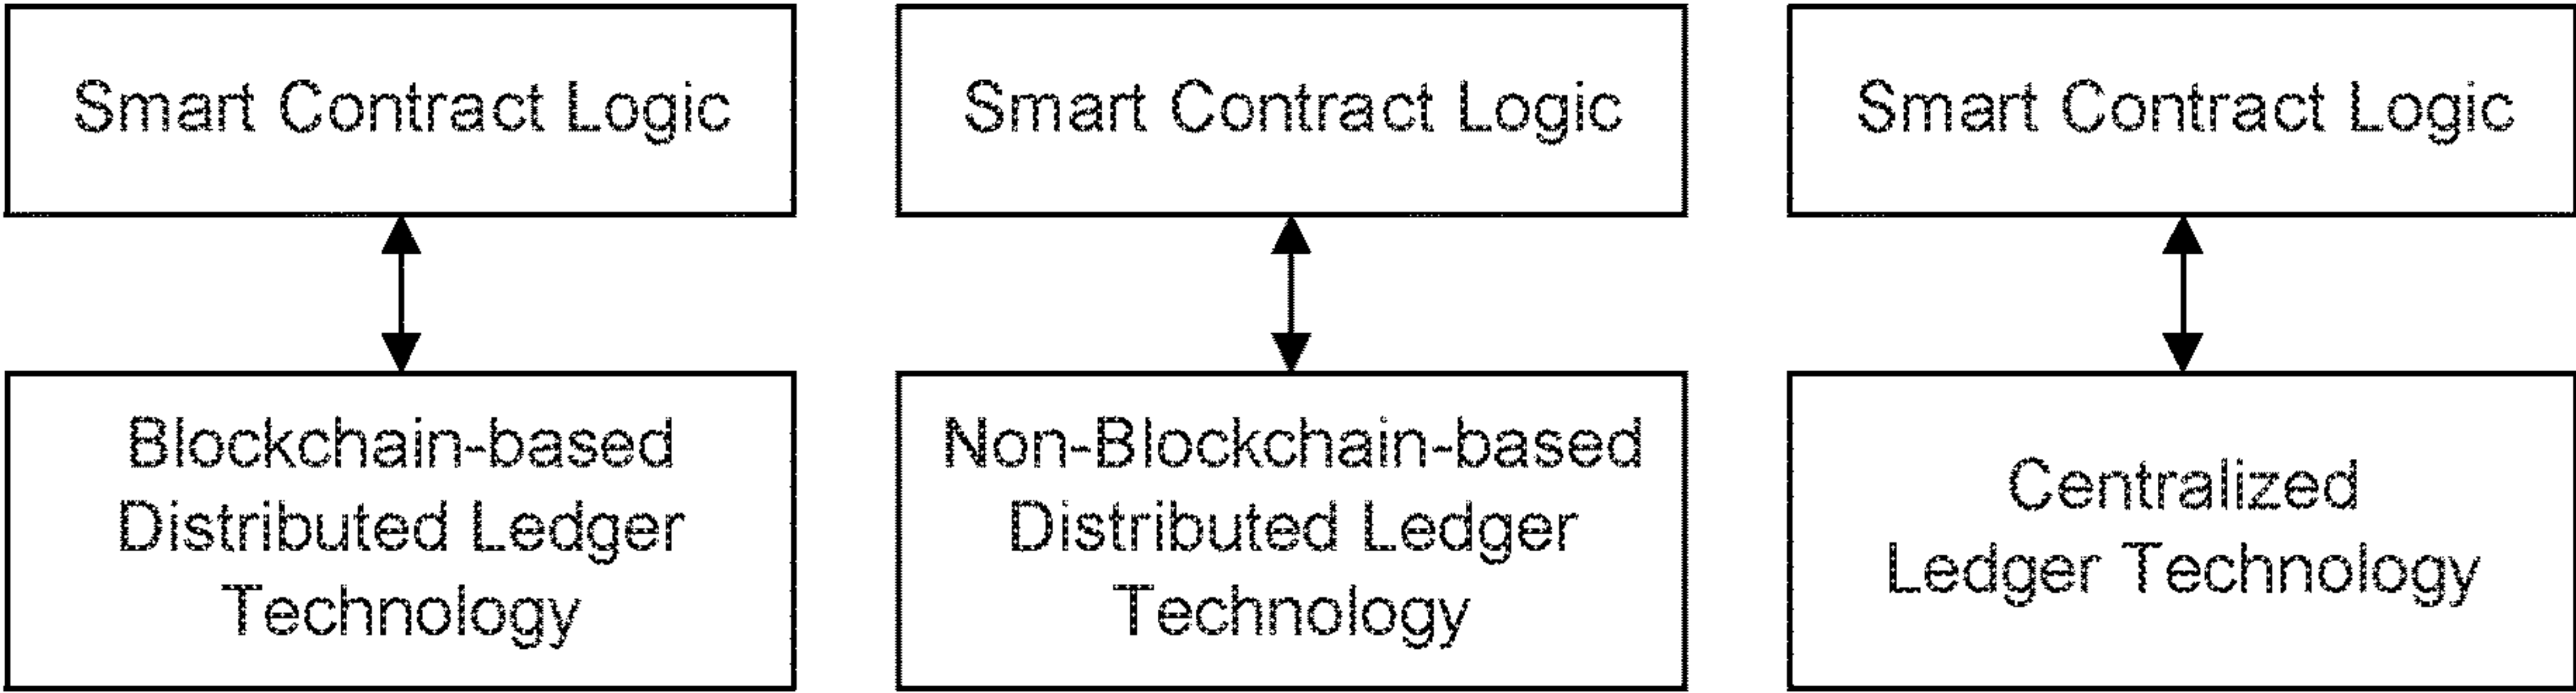 Smart Contract Logic
Smart Contract Logic
Smart Contract Logic
Blockchain-based
Distributed Ledger
Technology
Non-Blockchain-based
Distributed Ledger
Technology
Centralized
Ledger Technology